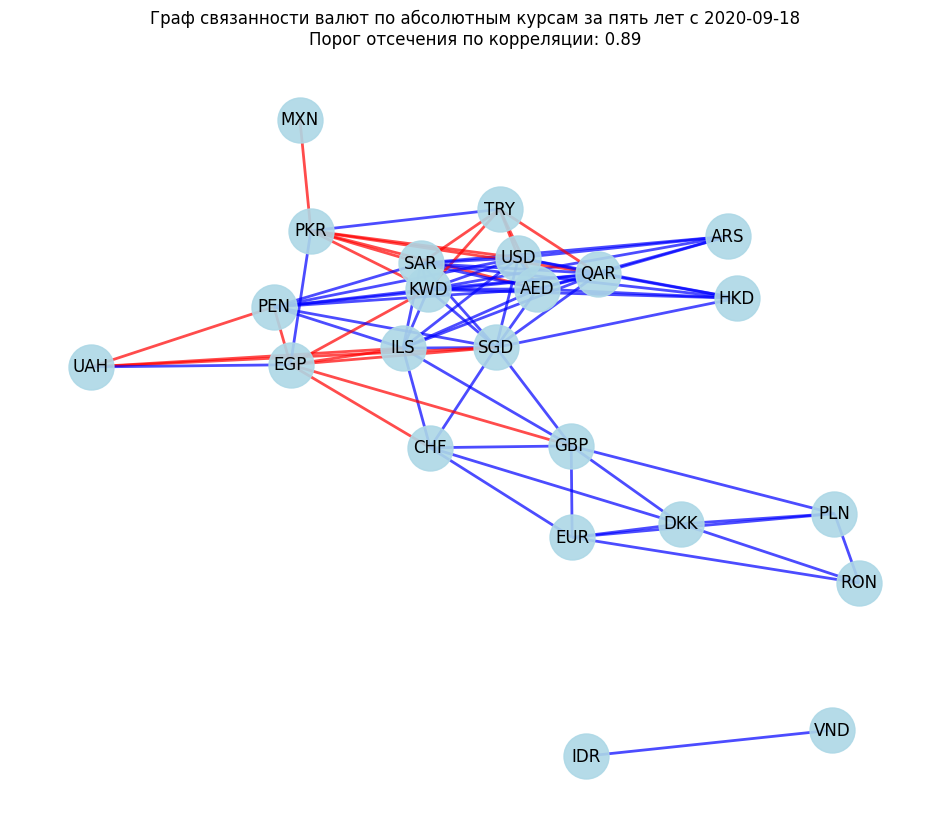 Граф связанности валют по абсолютным курсам за пять лет с 2020-09-18
Порог отсечения по корреляции: 0.89
MXN
TRY
PKR
ARS
USD
SAR
QAR
KWD
AED
HKD
PEN
ILS
SGD
EGP
UAH
CHF
GBP
PLN
DKK
EUR
RON
VND
IDR